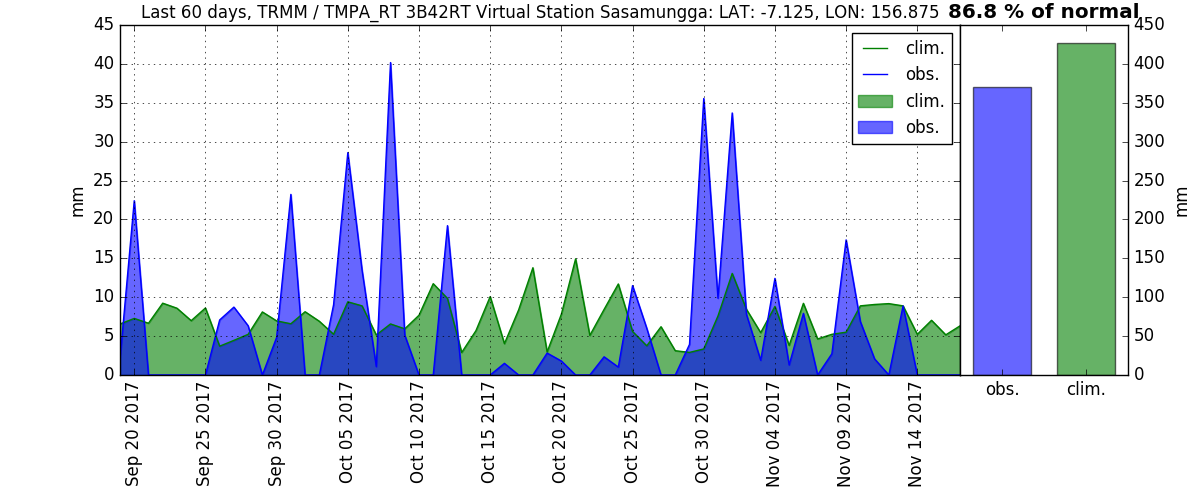 Last 60 days, TRMM / TMPA_RT 3B42RT Virtual Station Sasamungga: LAT: -7.125, LON: 156.875 86.8 % of normal
45
40
35
30
25
20
15
10
5
0
mm
clim.
obs.
clim.
obs.
450
400
350
300
250
200
150
100
50
0
mm
Sep 20 2017
Sep 25 2017
Sep 30 2017
Oct 05 2017
Oct 10 2017
Oct 15 2017
Oct 20 2017
Oct 25 2017
Oct 30 2017
Nov 04 2017
Nov 09 2017
Nov 14 2017
obs.
clim.